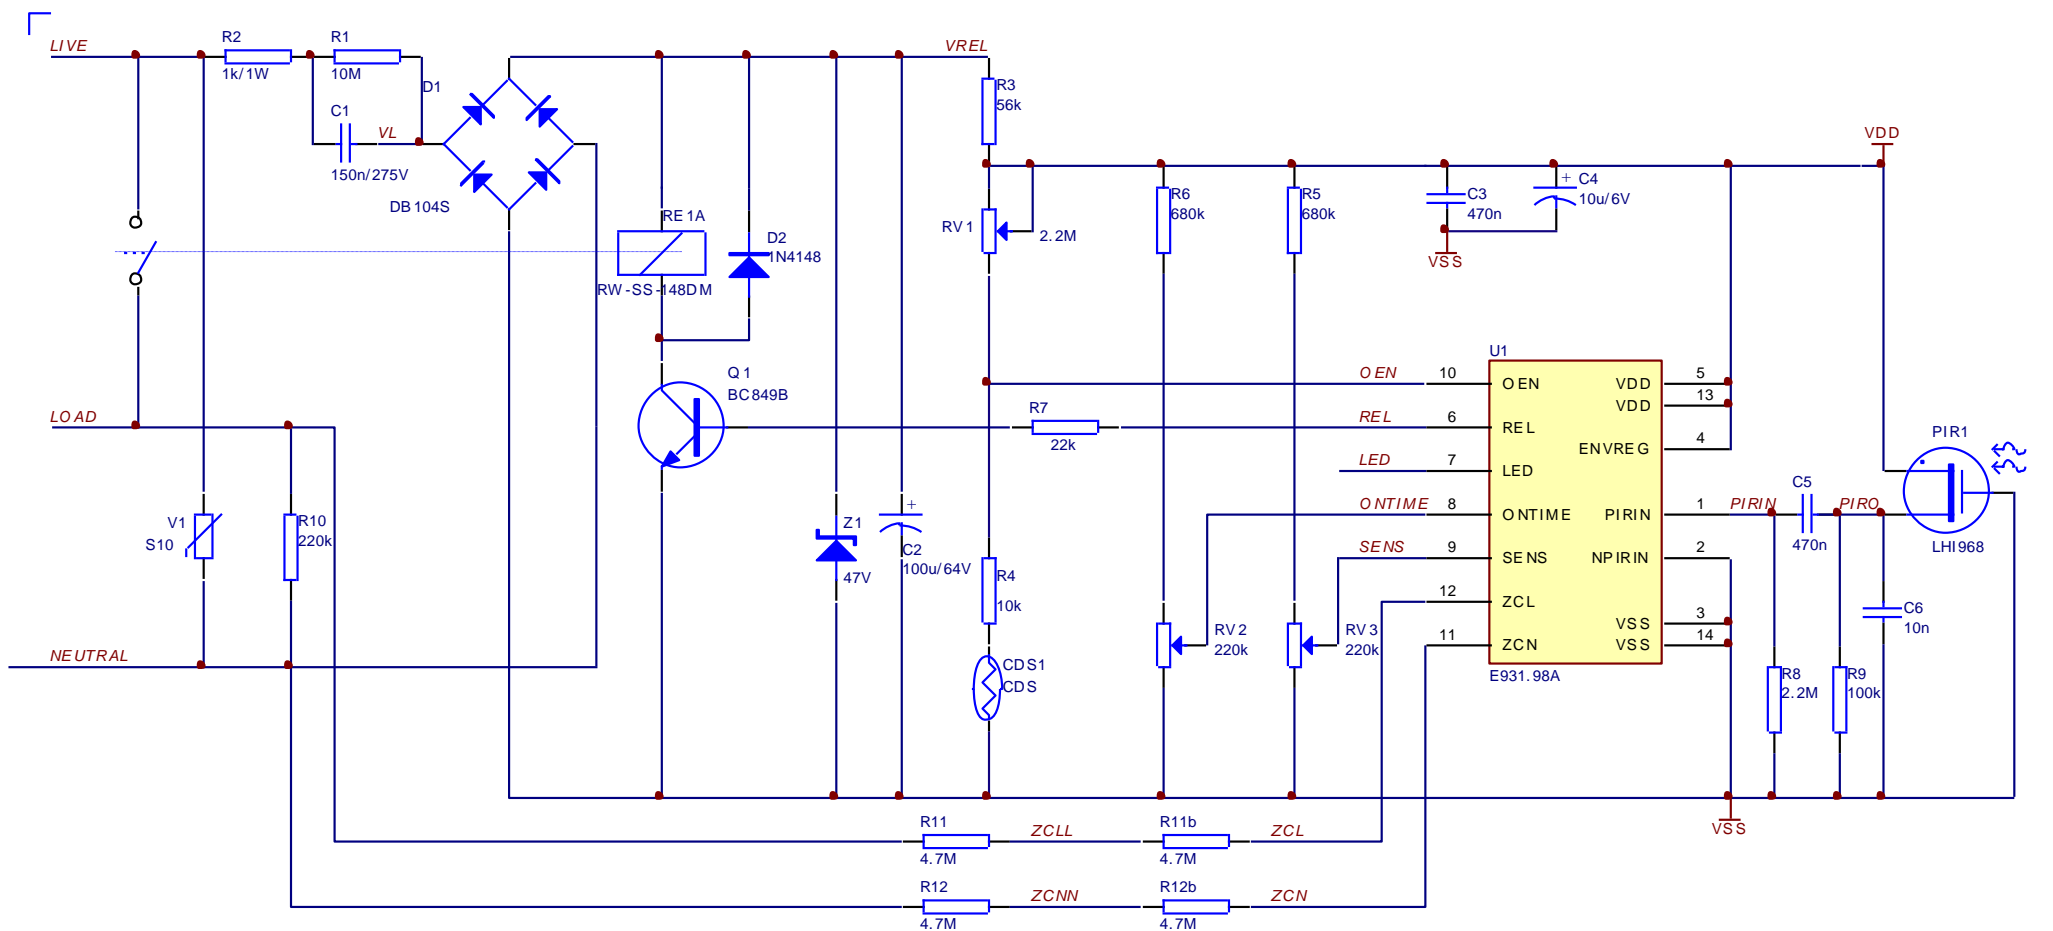 LIVE
R2
1k/1W
R1
10M
D1
C1
VL
150n/275V
DB104S
VREL
R3
56k
VDD
RE1A
RW-SS-148DM
D2
1N4148
RV1
2.2M
R6
680k
R5
680k
C3
470n
+
C4
10u/6V
VSS
LOAD
Q1
BC849B
R7
22k
V1
S10
R10
220k
Z1
47V
+
C2
100u/64V
R4
10k
CDS1
CDS
NEUTRAL
RV2
220k
RV3
220k
OEN
10
REL
6
LED
7
ONTIME
8
SENS
9
12
11
U1
OEN
REL
LED
ONTIME
SENS
ZCL
ZCN
VDD
VDD
ENVREG
PIRIN
NPIRIN
VSS
VSS
E931.98A
5
13
4
1
2
3
14
PIRIN
C5
470n
PIRO
PIR1
LHI968
C6
10n
R8
2.2M
R9
100k
VSS
R11
4.7M
ZCLL
R11b
4.7M
ZCL
R12
4.7M
ZCNN
R12b
4.7M
ZCN